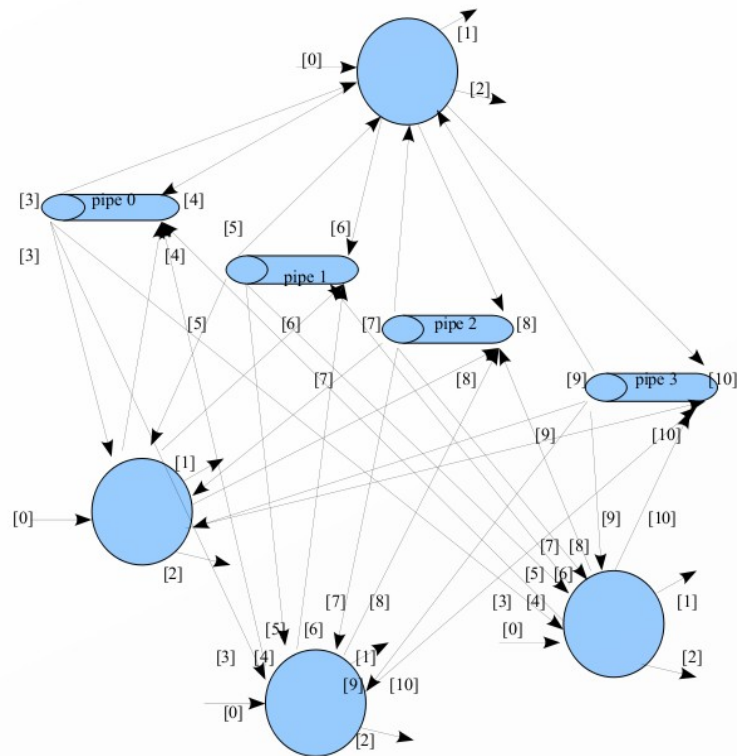 [1]
[0]
[2]
[3] pipe 0 [4]
[5] [6]
[3] [4]
pipe 1
[5] [6] [7] pipe 2 [8]
[7] [8] [9] pipe 3 [10]
[9] [10]
[1]
[0] [9] [10]
[7] [8]
[2] [5] [6]
[7] [8] [3] [4] [1]
[5] [6] [0]
[3] [4] [1] [2]
[9] [10]
[0]
[2]